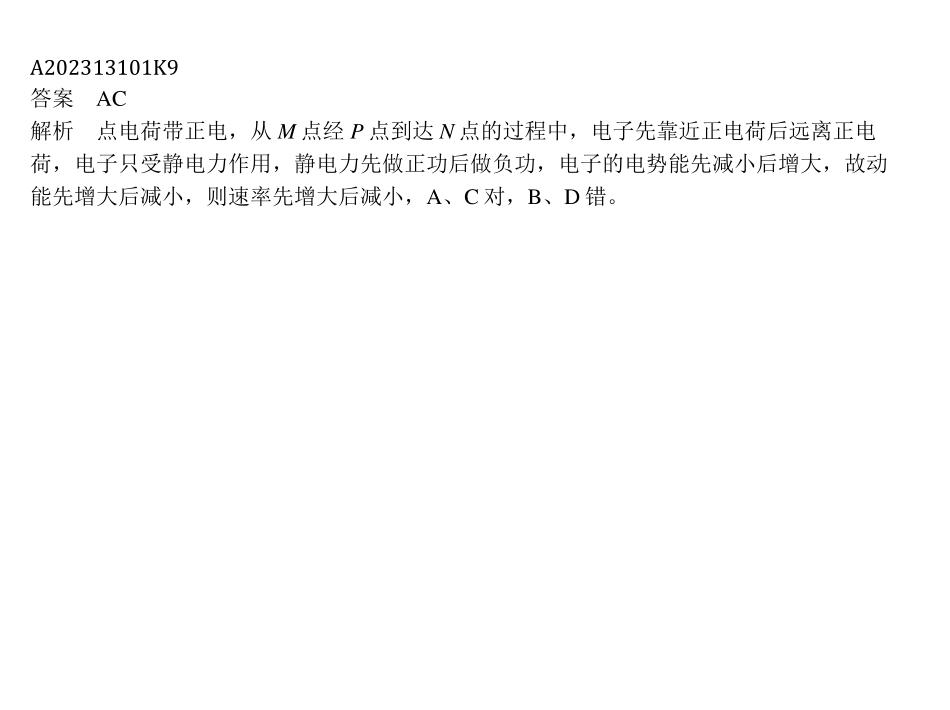 A202313101K9
答案　AC
解析　点电荷带正电，从 M 点经 P 点到达 N 点的过程中，电子先靠近正电荷后远离正电
荷，电子只受静电力作用，静电力先做正功后做负功，电子的电势能先减小后增大，故动
能先增大后减小，则速率先增大后减小，A、C 对，B、D 错。